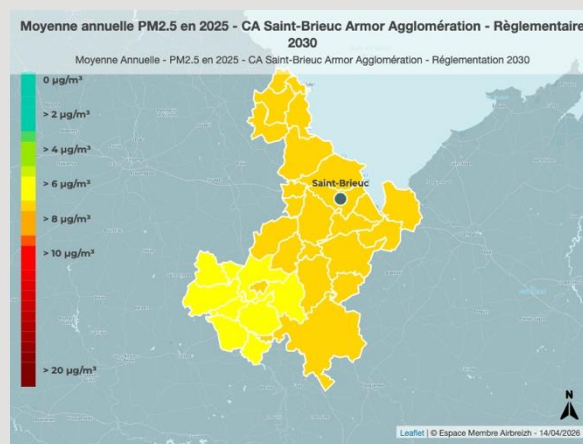 Moyenne annuelle PM2.5 en 2025 - CA Saint-Brieuc Armor Agglomération - Règlementaire
2030
Moyenne Annuelle - PM2.5 en 2025 - CA Saint-Brieuc Armor Agglomération - Réglementation 2030
0 µg/m³
> 2 µg/m³
> 4 µg/m³
> 6 µg/m³
> 8 µg/m³
> 10 µg/m³
> 20 µg/m³
Saint-Brieuc
N
Leaflet | © Espace Membre Airbreizh - 14/04/2026